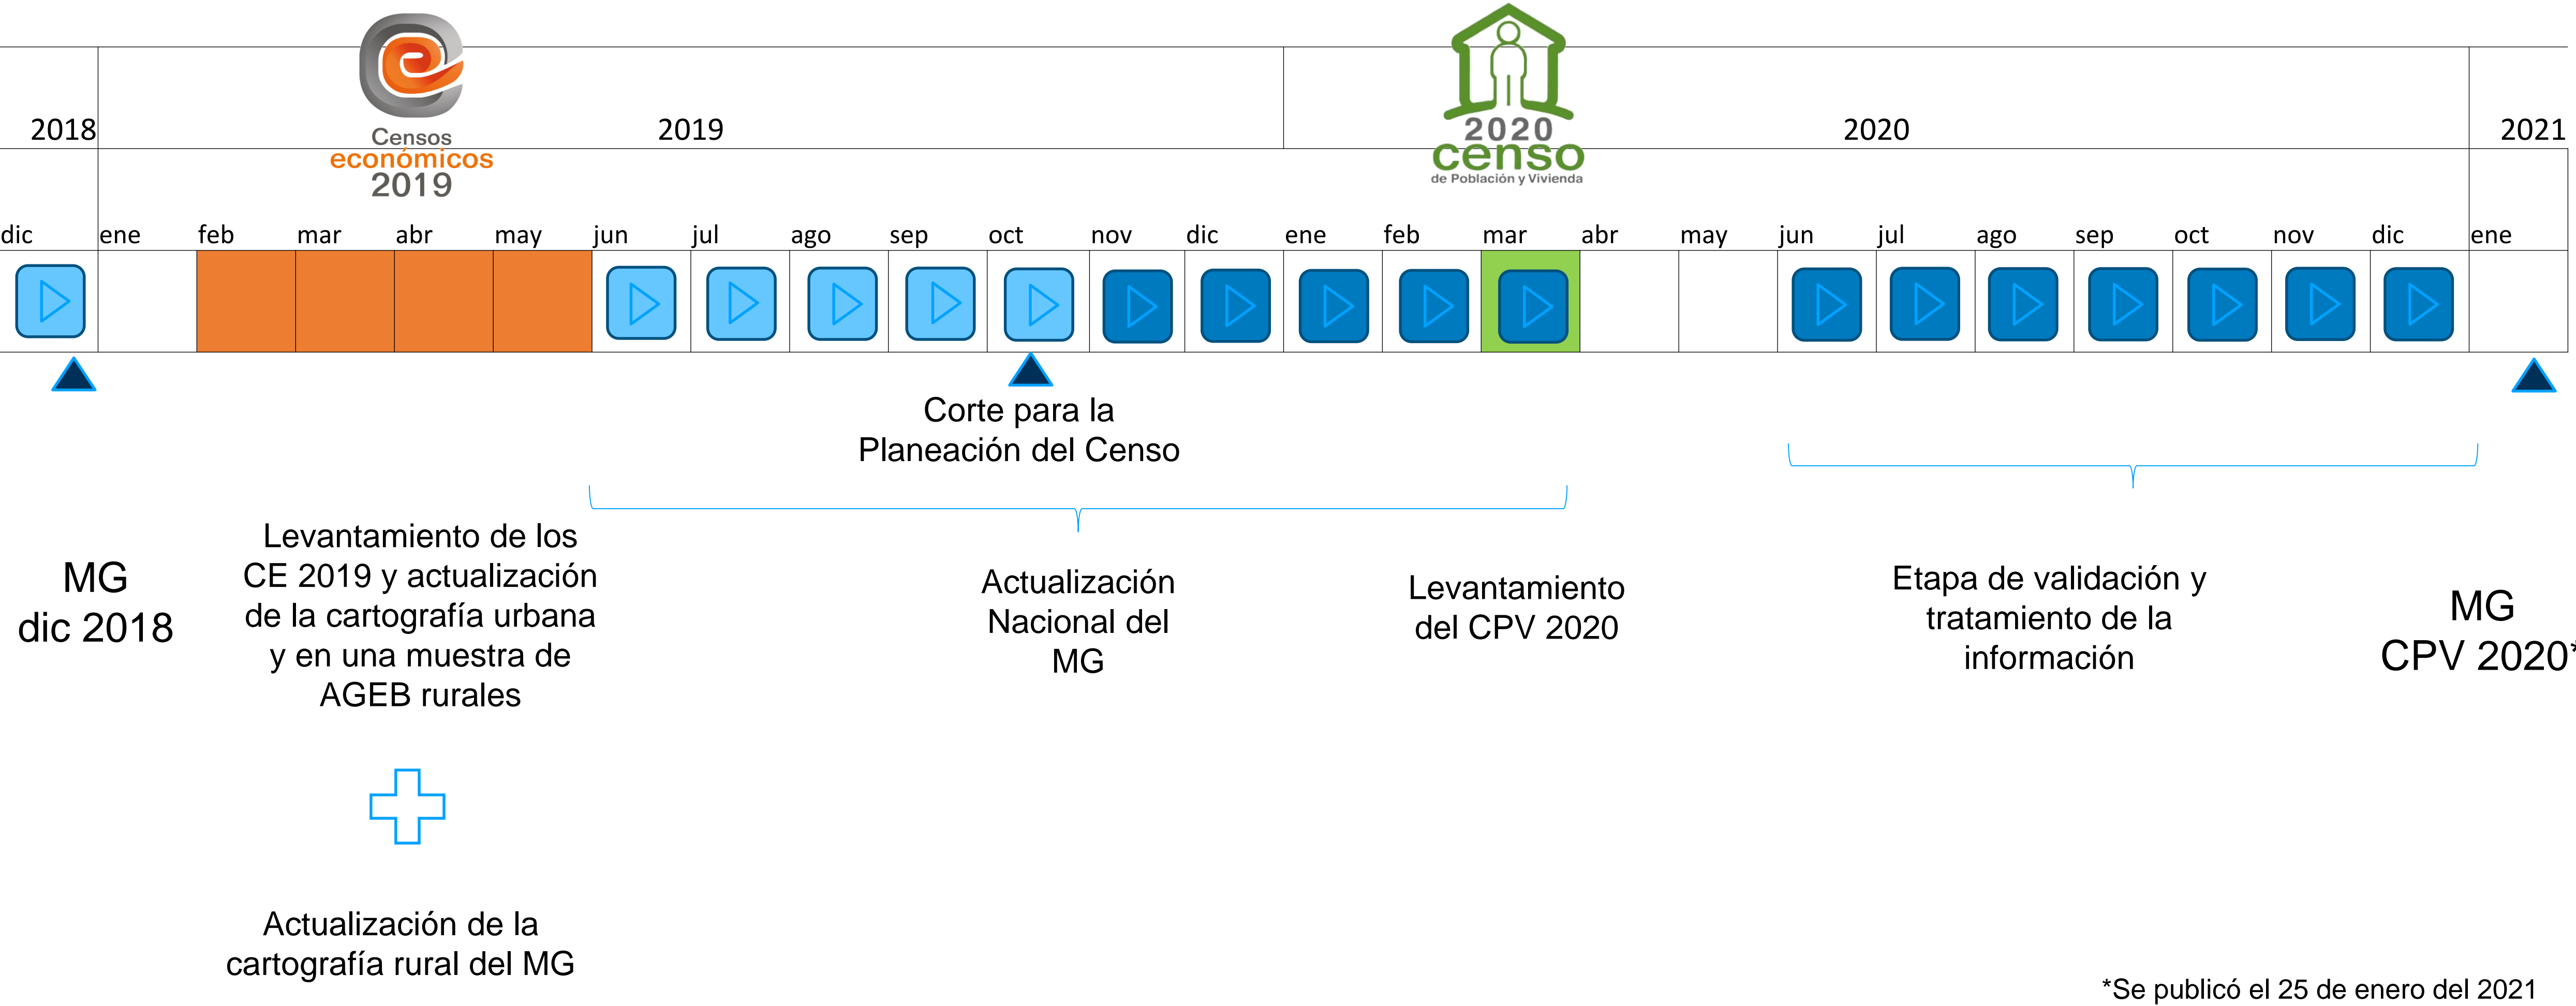 2018
Censos
económicos
2019
2019
2020
censo
de Población y Vivienda
2020
2021
dic ene feb mar abr may jun jul ago sep oct nov dic ene feb mar abr may jun jul ago sep oct nov dic ene
Corte para la
Planeación del Censo
MG
dic 2018
Levantamiento de los
CE 2019 y actualización
de la cartografía urbana
y en una muestra de
AGEB rurales
Actualización de la
cartografía rural del MG
Actualización
Nacional del
MG
Levantamiento
del CPV 2020
Etapa de validación y
tratamiento de la
información
MG
CPV 2020*
*Se publicó el 25 de enero del 2021